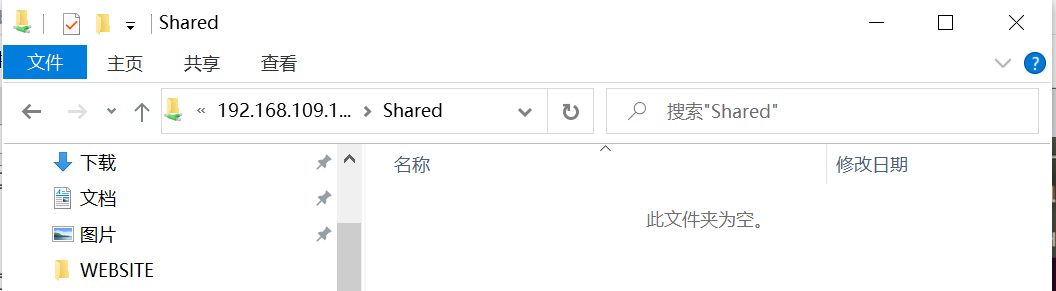 Shared
文件 主页 共享 查看 ?
« 192.168.109.1... Shared 搜索"Shared"
下载 名称 修改日期
文档
此文件夹为空。
图片
WEBSITE